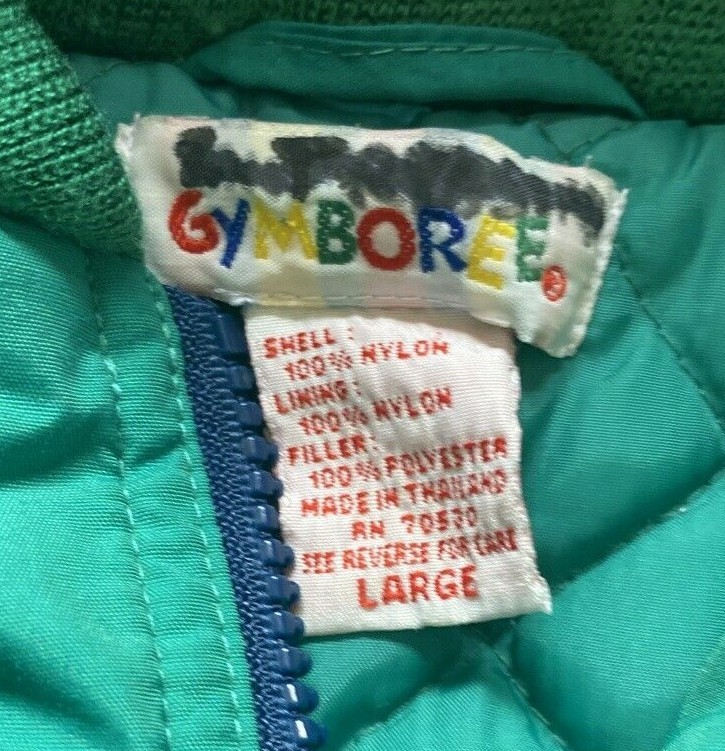 GYMBOREE®
SHELL:
100% NYLON
LINING:
100% NYLON
FILLER:
100% POLYESTER
MADE IN THAILAND
RN 70530
SEE REVERSE FOR CARE
LARGE